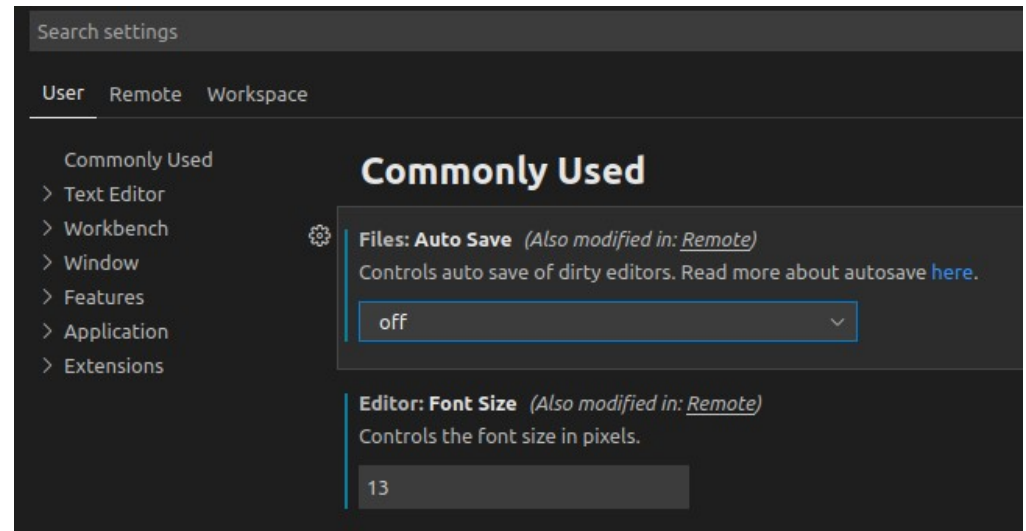 Search settings
User Remote Workspace
Commonly Used
Text Editor
Workbench
Window
Features
Application
Extensions
Commonly Used
Files: Auto Save (Also modified in: Remote)
Controls auto save of dirty editors. Read more about autosave here.
off
Editor: Font Size (Also modified in: Remote)
Controls the font size in pixels.
13